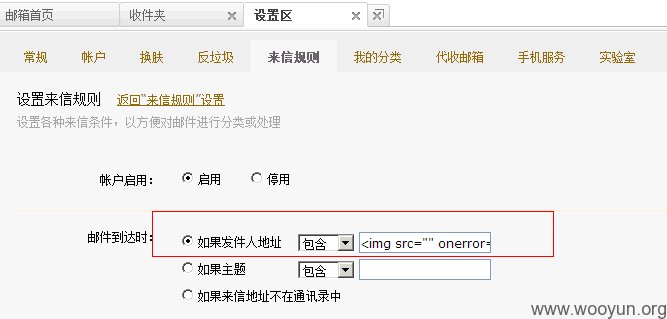 邮箱首页 收件夹 设置区
常规 帐户 换肤 反垃圾 来信规则 我的分类 代收邮箱 手机服务 实验室
设置来信规则 返回“来信规则”设置
设置各种来信条件，以方便对邮件进行分类或处理
帐户启用： 启用 停用
邮件到达时： 如果发件人地址 包含 <img src="" onerror=
如果主题 包含
如果来信地址不在通讯录中
www.wooyun.org